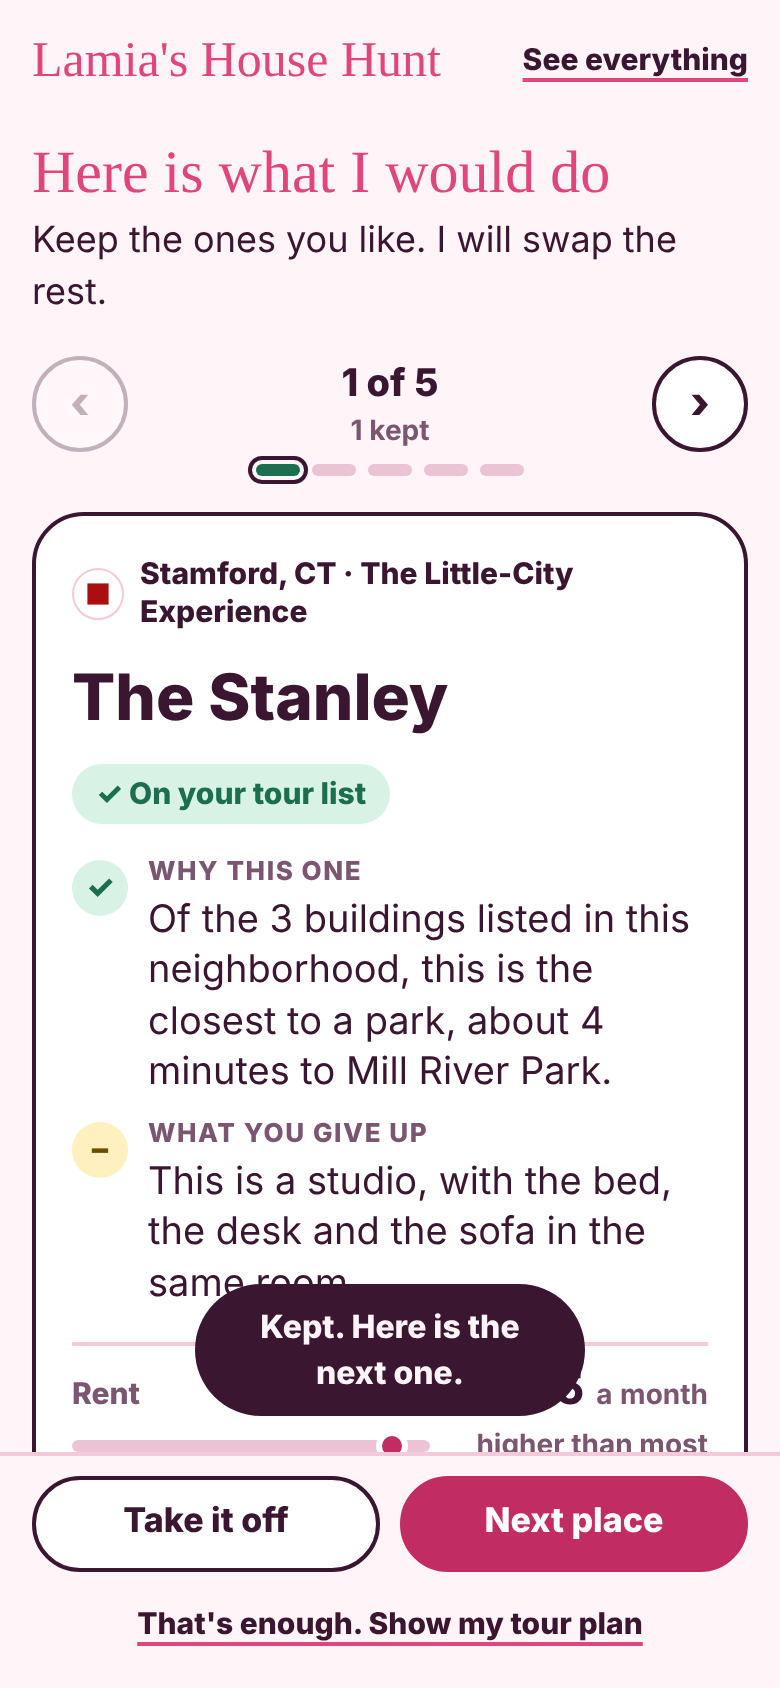 Lamia's House Hunt
See everything
Here is what I would do
Keep the ones you like. I will swap the
rest.
‹
1 of 5
›
1 kept
Stamford, CT · The Little-City
Experience
The Stanley
✓ On your tour list
✓
WHY THIS ONE
Of the 3 buildings listed in this
neighborhood, this is the
closest to a park, about 4
minutes to Mill River Park.
–
WHAT YOU GIVE UP
This is a studio, with the bed,
the desk and the sofa in the
same room.
Kept. Here is the
next one.
Rent
a month
higher than most
Take it off
Next place
That's enough. Show my tour plan